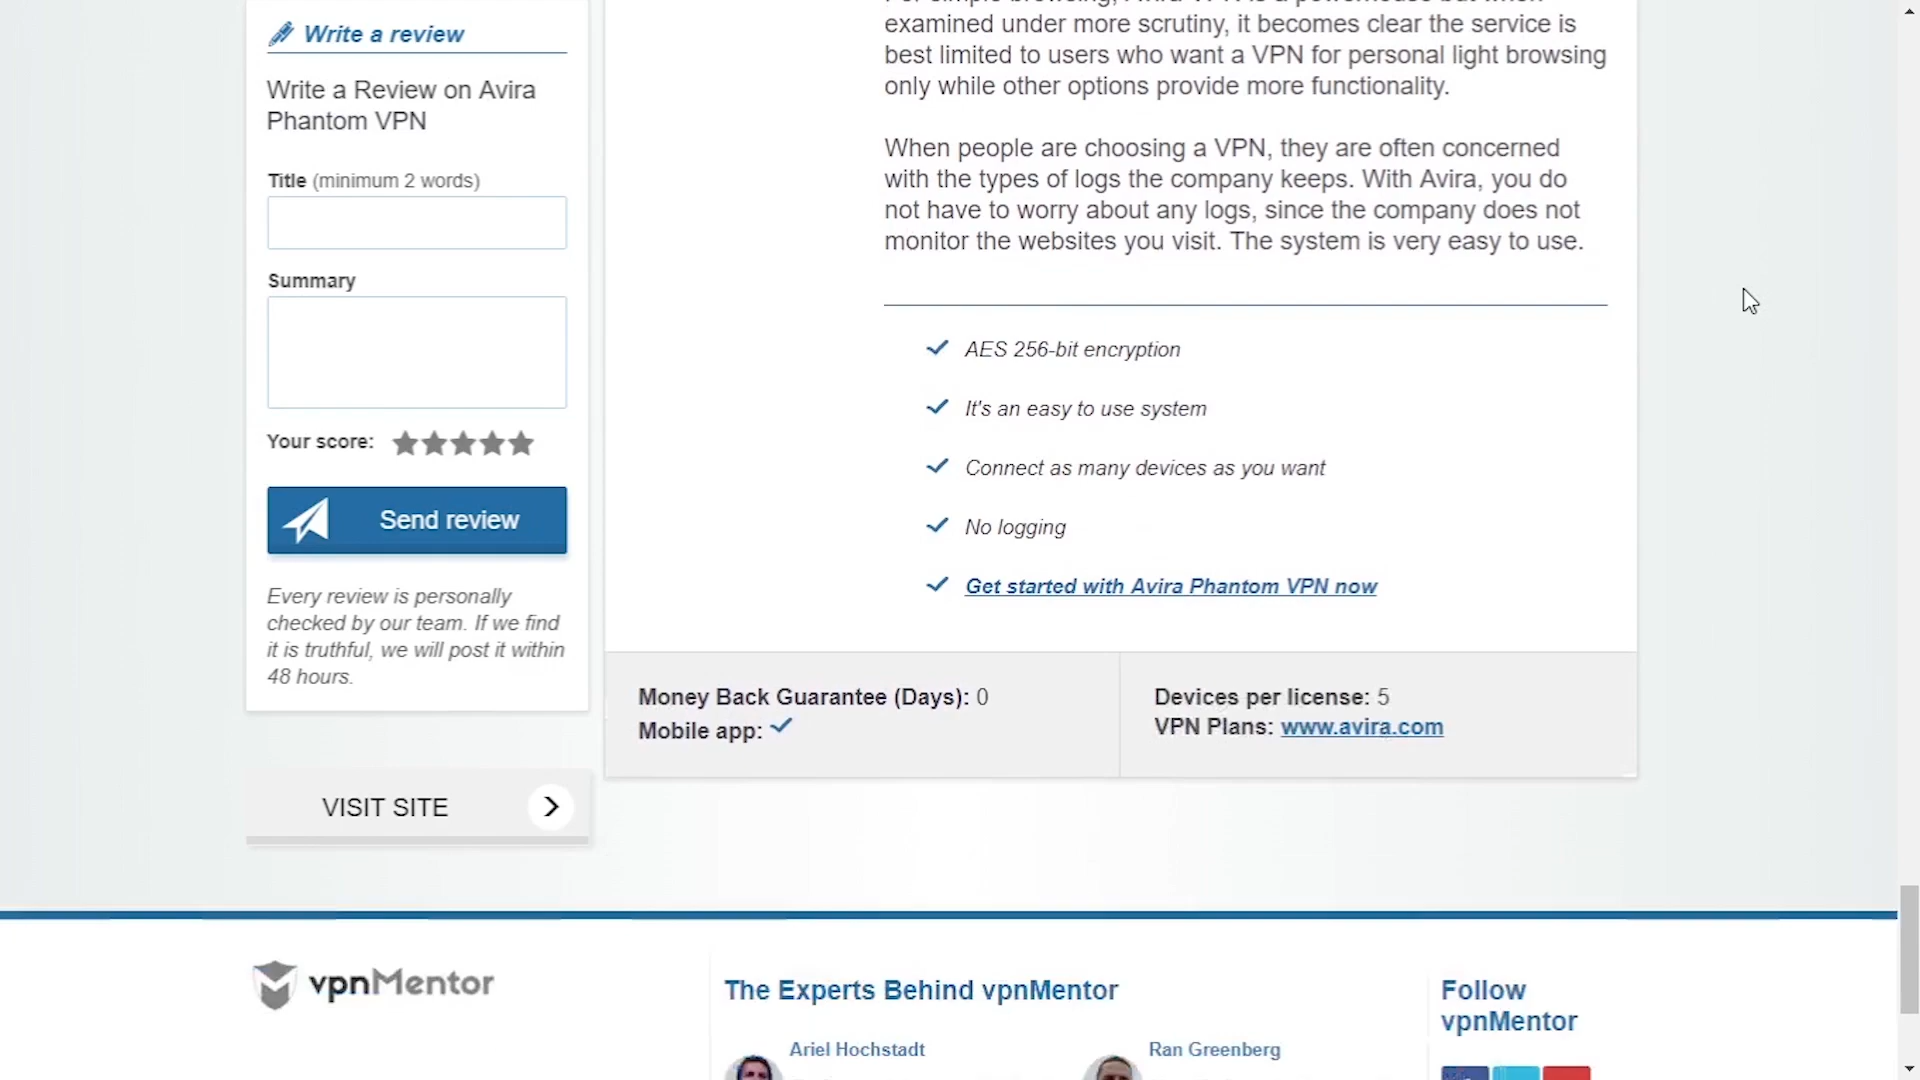 Write a review
Write a Review on Avira
Phantom VPN
Title (minimum 2 words)
Summary
Your score:
Send review
Every review is personally
checked by our team. If we find
it is truthful, we will post it within
48 hours.
VISIT SITE
examined under more scrutiny, it becomes clear the service is
best limited to users who want a VPN for personal light browsing
only while other options provide more functionality.
When people are choosing a VPN, they are often concerned
with the types of logs the company keeps. With Avira, you do
not have to worry about any logs, since the company does not
monitor the websites you visit. The system is very easy to use.
AES 256-bit encryption
It's an easy to use system
Connect as many devices as you want
No logging
Get started with Avira Phantom VPN now
Money Back Guarantee (Days): 0
Mobile app:
Devices per license: 5
VPN Plans: www.avira.com
vpnMentor
The Experts Behind vpnMentor
Ariel Hochstadt
Ran Greenberg
Follow
vpnMentor